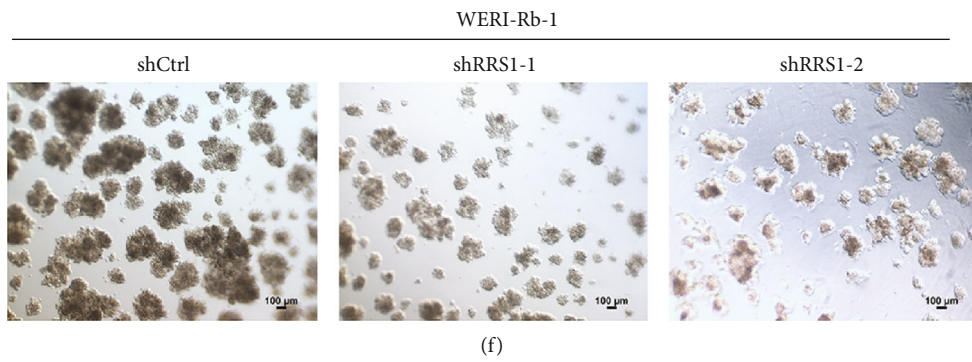 WERI-Rb-1
shCtrl
shRRS1-1
shRRS1-2
100 μm
100 μm
100 μm
(f)